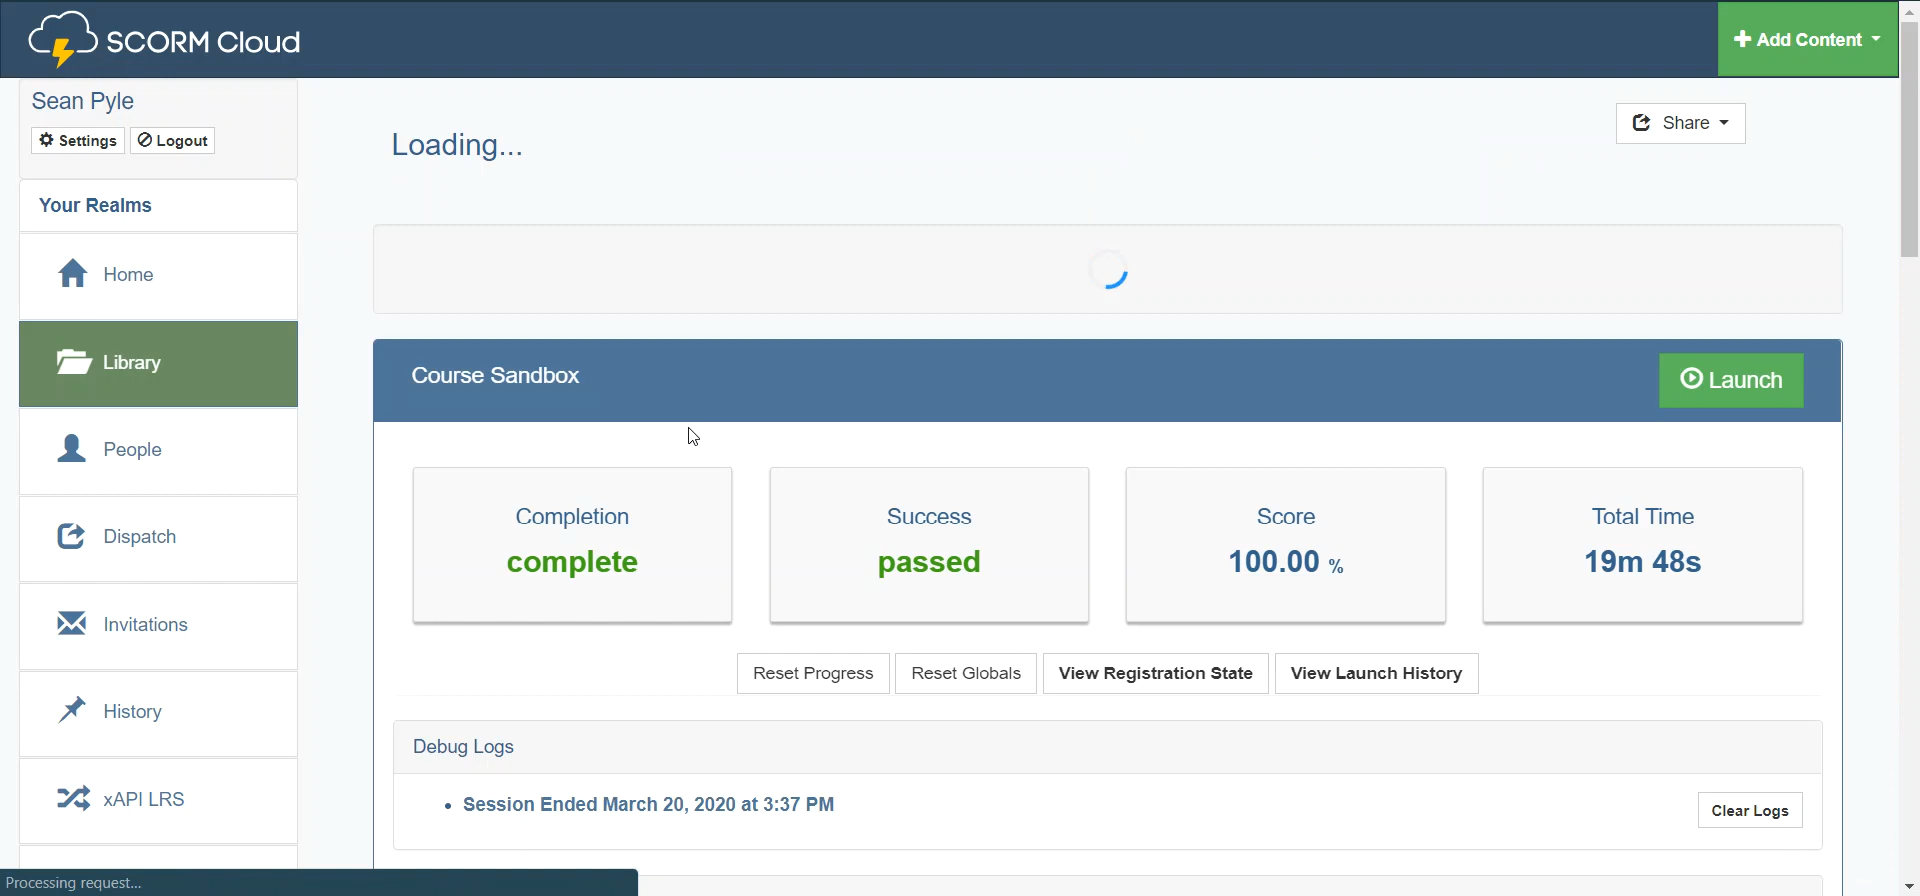 SCORM Cloud
Add Content
Sean Pyle
Settings
Logout
Loading...
Share
Your Realms
Home
Library
People
Dispatch
Invitations
History
xAPI LRS
Course Sandbox
Launch
Completion
complete
Success
passed
Score
100.00 %
Total Time
19m 48s
Reset Progress
Reset Globals
View Registration State
View Launch History
Debug Logs
Session Ended March 20, 2020 at 3:37 PM
Clear Logs
Processing request...